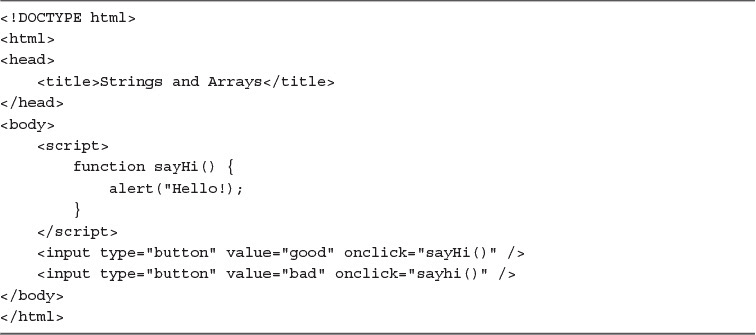 <!DOCTYPE html>
<html>
<head>
    <title>Strings and Arrays</title>
</head>
<body>
    <script>
        function sayHi() {
            alert("Hello!);
        }
    </script>
    <input type="button" value="good" onclick="sayHi()" />
    <input type="button" value="bad" onclick="sayhi()" />
</body>
</html>